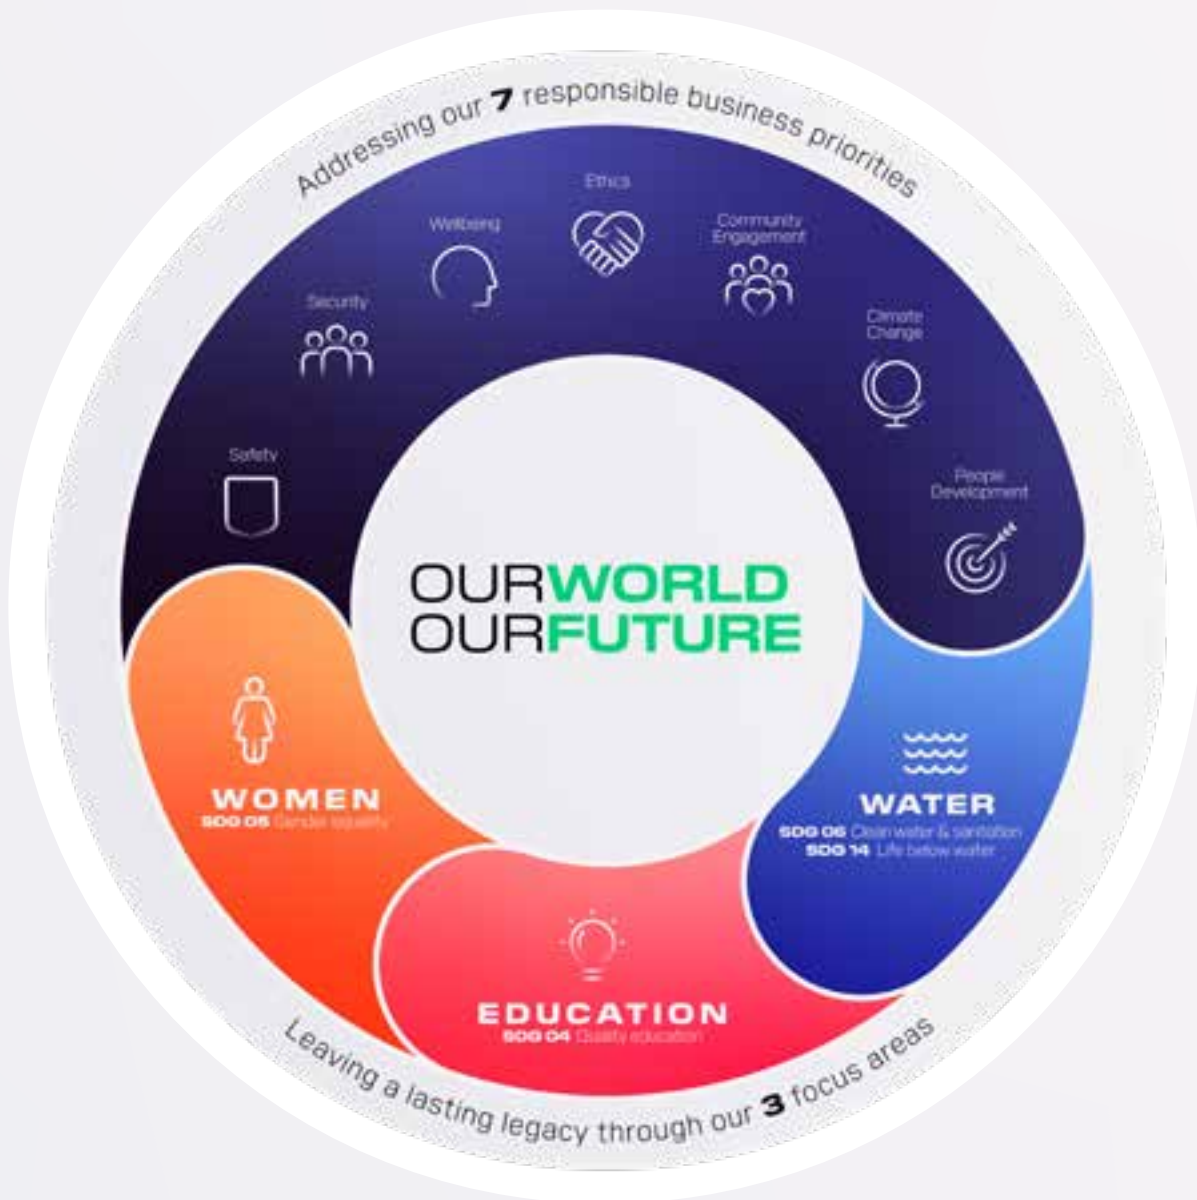 Addressing our 7 responsible business priorities
Ethics
Wellbeing
Community
Engagement
Security
Climate
Change
Safety
People
Development
OURWORLD
OURFUTURE
WOMEN
SDG 05 Gender equality
WATER
SDG 06 Clean water & sanitation
SDG 14 Life below water
EDUCATION
SDG 04 Quality education
Leaving a lasting legacy through our 3 focus areas